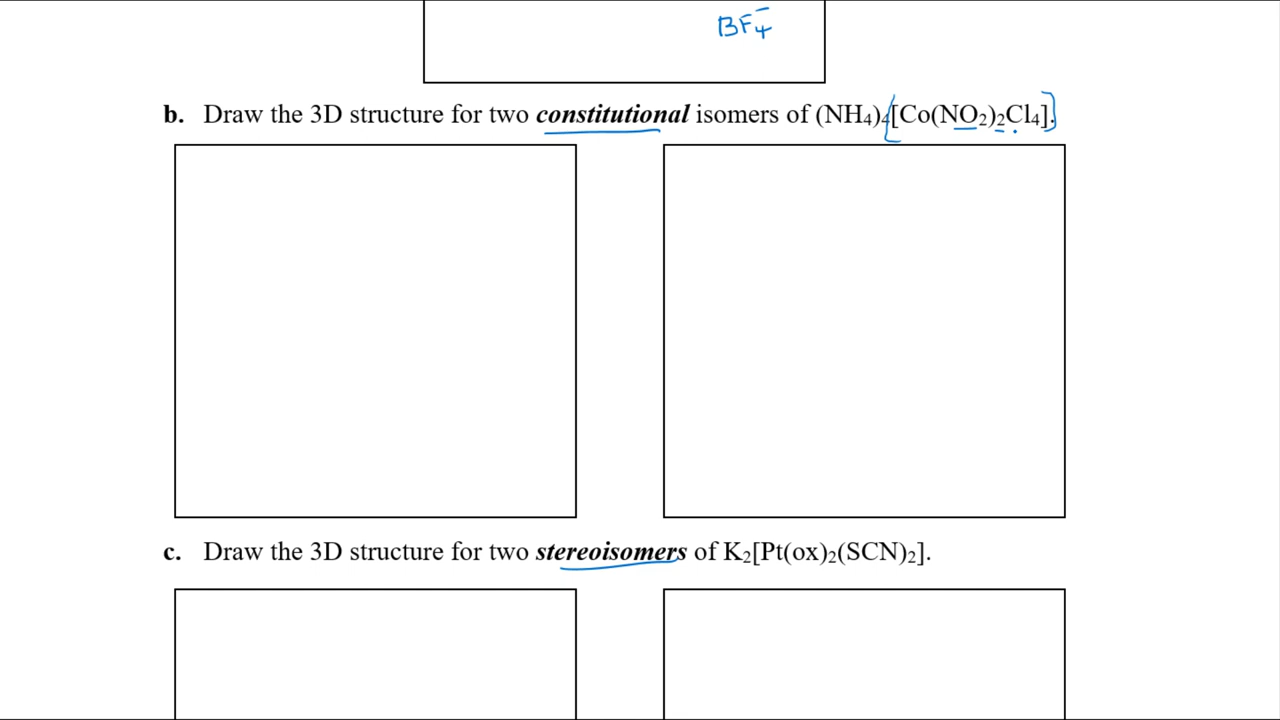 BF₄⁻
b. Draw the 3D structure for two constitutional isomers of (NH₄)₄[Co(NO₂)₂Cl₄].
c. Draw the 3D structure for two stereoisomers of K₂[Pt(ox)₂(SCN)₂].